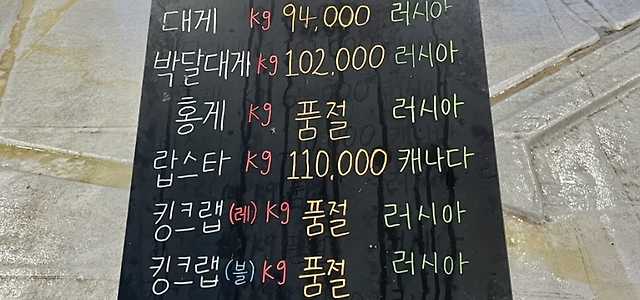 대게 kg 94,000 러시아
박달대게 kg 102,000 러시아
홍게 kg 품절 러시아
랍스타 kg 110,000 캐나다
킹크랩 (레) kg 품절 러시아
킹크랩 (블) kg 품절 러시아